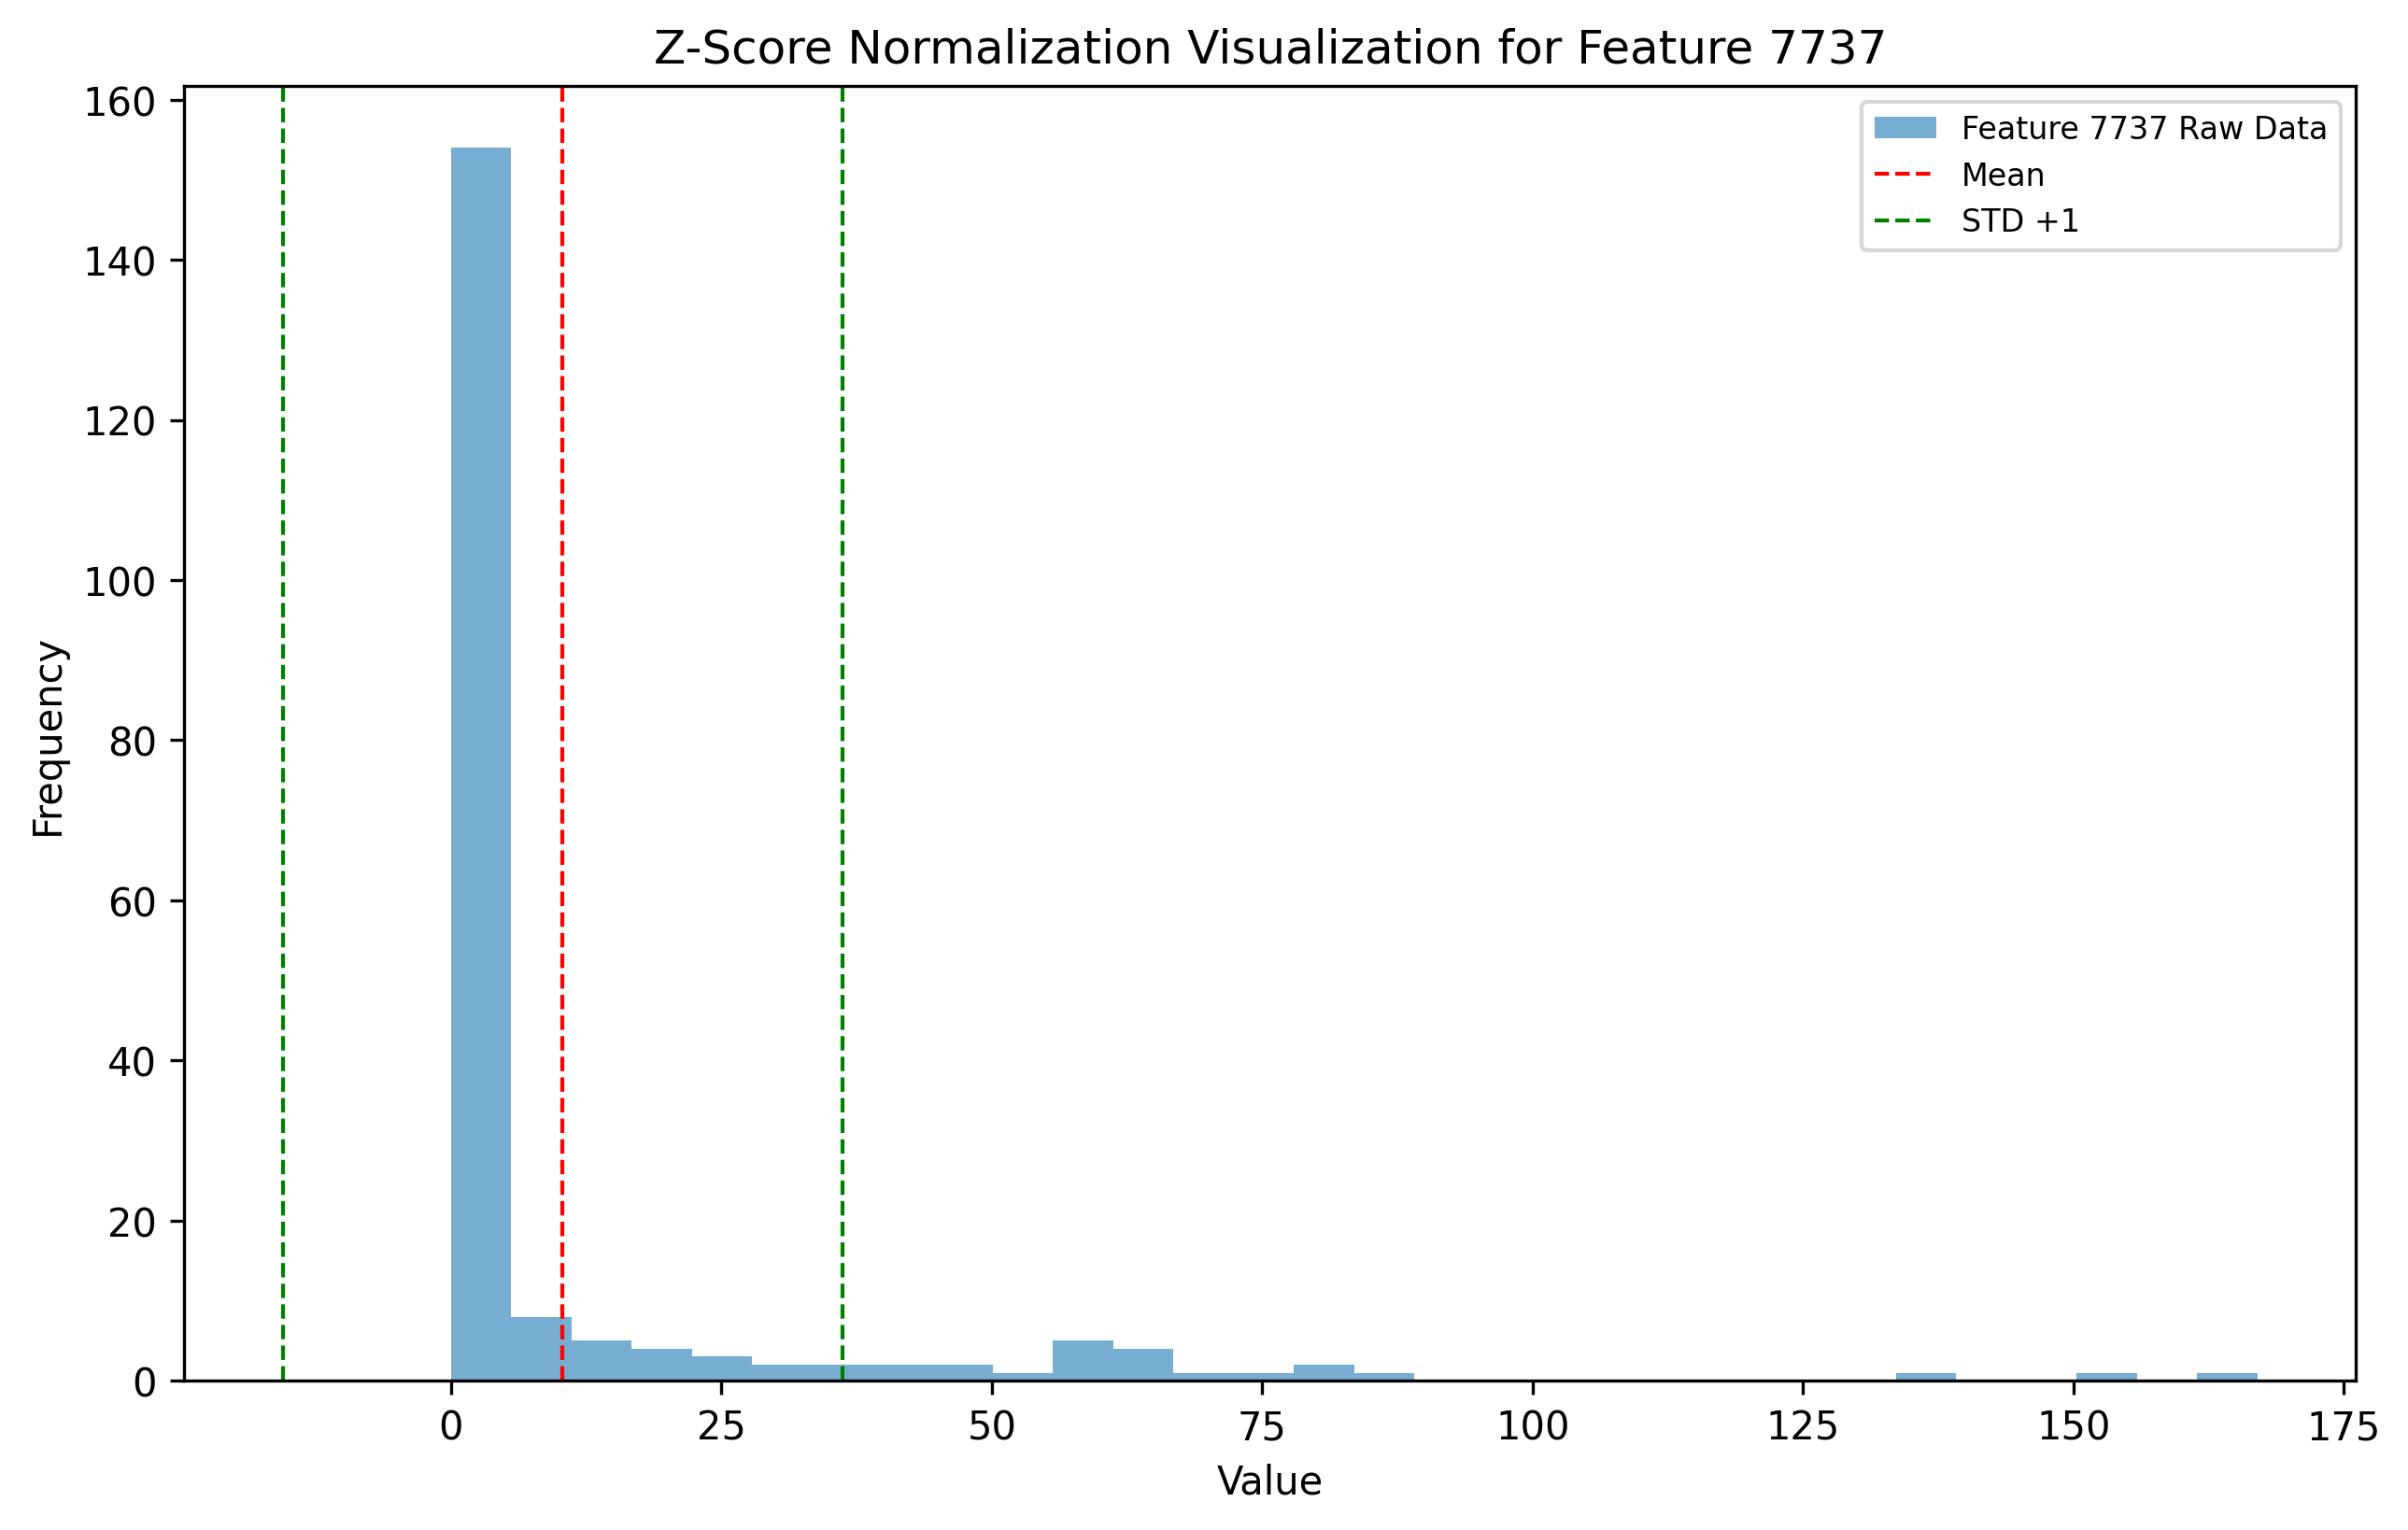 Z-Score Normalization Visualization for Feature 7737
160
140
120
100
80
60
40
20
0
Frequency
Feature 7737 Raw Data
Mean
STD +1
0 25 50 75 100 125 150 175
Value